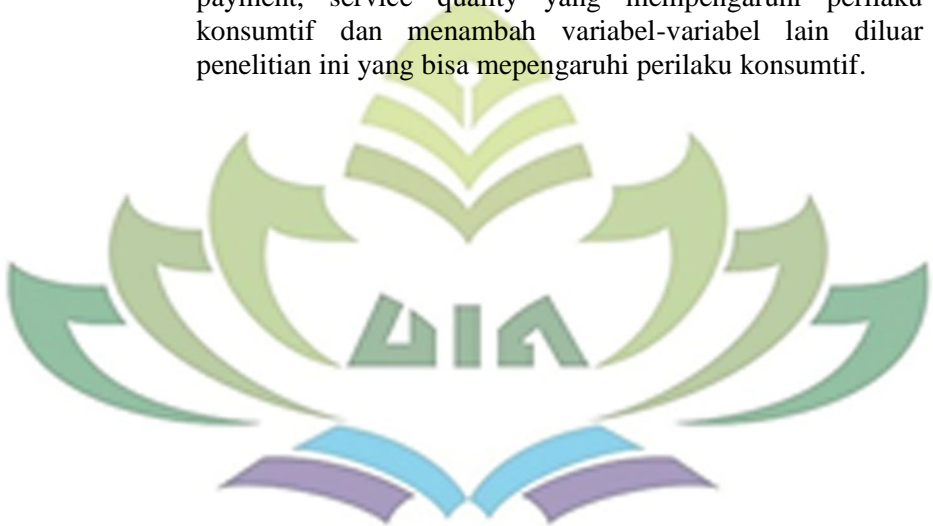 payment, service quality yang mempengaruhi perilaku
konsumtif dan menambah variabel-variabel lain diluar
penelitian ini yang bisa mepengaruhi perilaku konsumtif.
UIN